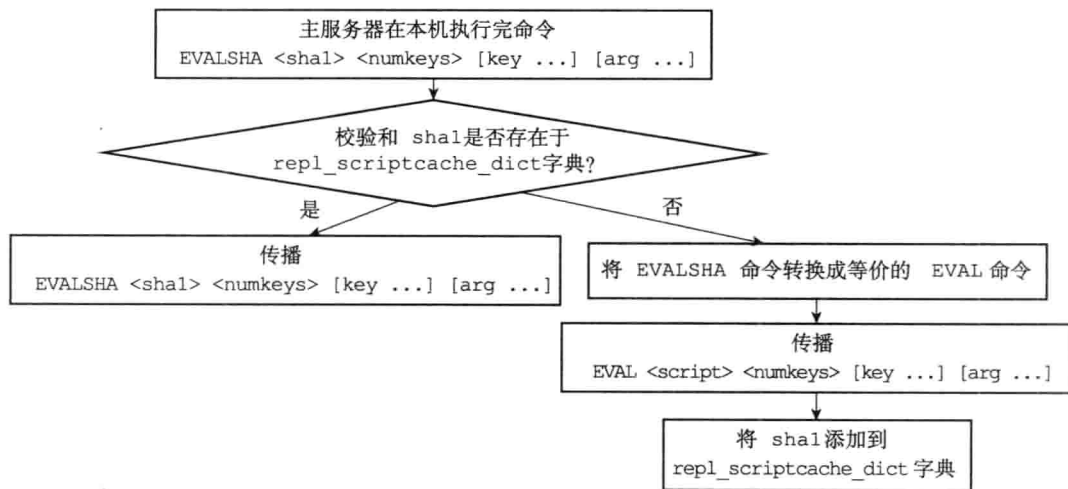 主服务器在本机执行完命令
EVALSHA <sha1> <numkeys> [key ...] [arg ...]
校验和 sha1是否存在于
repl_scriptcache_dict字典?
是
否
传播
EVALSHA <sha1> <numkeys> [key ...] [arg ...]
将 EVALSHA 命令转换成等价的 EVAL 命令
传播
EVAL <script> <numkeys> [key ...] [arg ...]
将 sha1添加到
repl_scriptcache_dict 字典